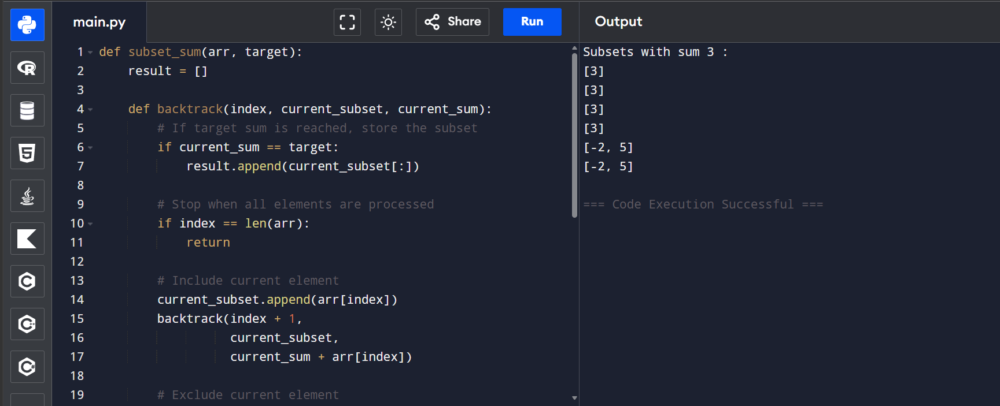 main.py
Share
Run
Output
1 def subset_sum(arr, target):
2     result = []
3
4     def backtrack(index, current_subset, current_sum):
5         # If target sum is reached, store the subset
6         if current_sum == target:
7             result.append(current_subset[:])
8
9         # Stop when all elements are processed
10         if index == len(arr):
11             return
12
13         # Include current element
14         current_subset.append(arr[index])
15         backtrack(index + 1,
16                   current_subset,
17                   current_sum + arr[index])
18
19         # Exclude current element
Subsets with sum 3 :
[3]
[3]
[3]
[3]
[-2, 5]
[-2, 5]
=== Code Execution Successful ===